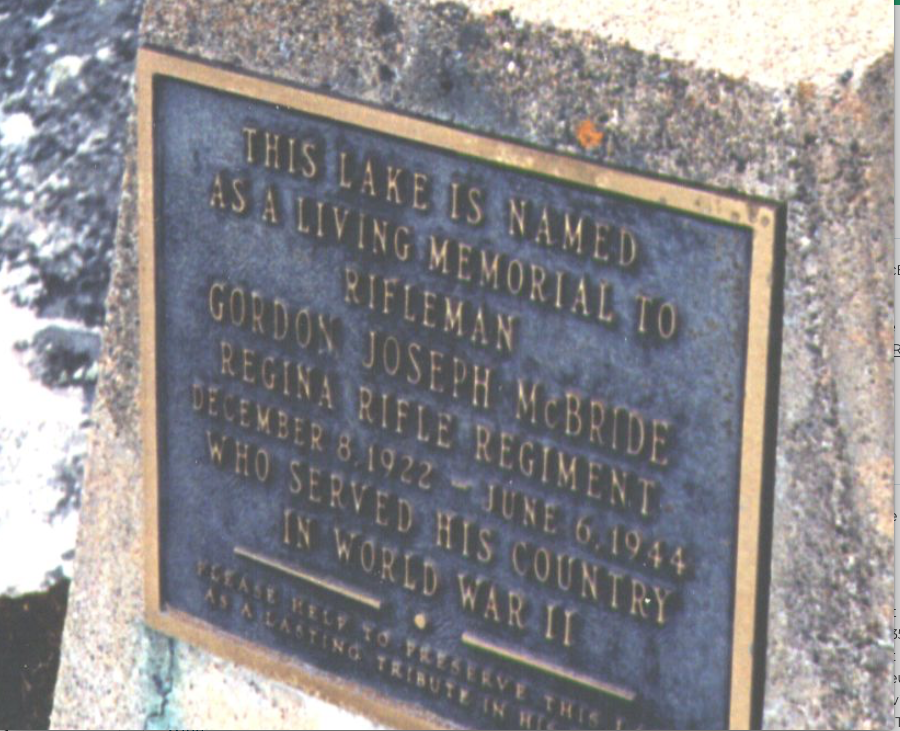 THIS LAKE IS NAMED
AS A LIVING MEMORIAL TO
RIFLEMAN
GORDON JOSEPH McBRIDE
REGINA RIFLE REGIMENT
DECEMBER 8, 1922 – JUNE 6, 1944
WHO SERVED HIS COUNTRY
IN WORLD WAR II
PLEASE HELP TO PRESERVE THIS
AS A LASTING TRIBUTE IN HIS